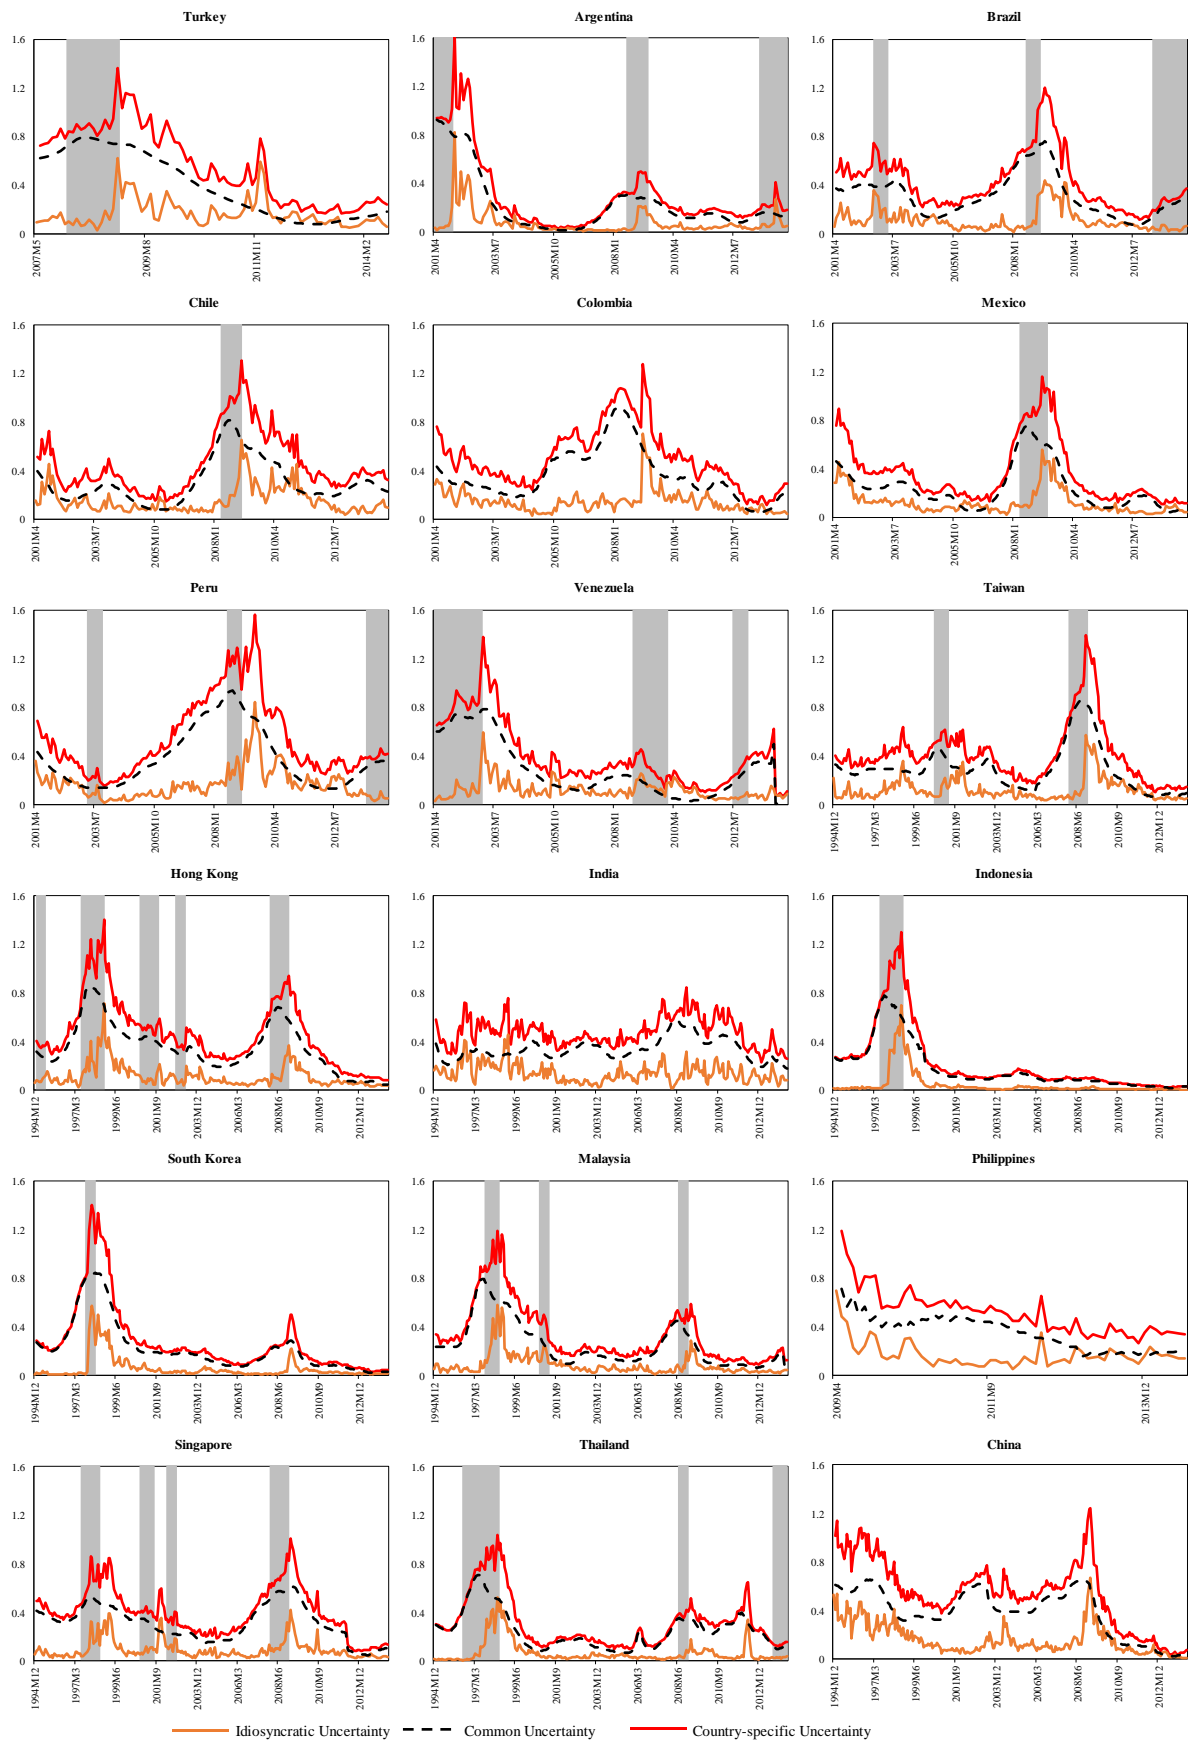 Turkey Argentina Brazil
1.6 1.2 0.8 0.4 0
2007M5 2009M8 2011M11 2014M2
1.6 1.2 0.8 0.4 0
2001M4 2003M7 2005M10 2008M1 2010M4 2012M7
1.6 1.2 0.8 0.4 0
2001M4 2003M7 2005M10 2008M1 2010M4 2012M7
Chile Colombia Mexico
1.6 1.2 0.8 0.4 0
2001M4 2003M7 2005M10 2008M1 2010M4 2012M7
1.6 1.2 0.8 0.4 0
2001M4 2003M7 2005M10 2008M1 2010M4 2012M7
1.6 1.2 0.8 0.4 0
2001M4 2003M7 2005M10 2008M1 2010M4 2012M7
Peru Venezuela Taiwan
1.6 1.2 0.8 0.4 0
2001M4 2003M7 2005M10 2008M1 2010M4 2012M7
1.6 1.2 0.8 0.4 0
2001M4 2003M7 2005M10 2008M1 2010M4 2012M7
1.6 1.2 0.8 0.4 0
1994M12 1997M3 1999M6 2001M9 2003M12 2006M3 2008M6 2010M9 2012M12
Hong Kong India Indonesia
1.6 1.2 0.8 0.4 0
1994M12 1997M3 1999M6 2001M9 2003M12 2006M3 2008M6 2010M9 2012M12
1.6 1.2 0.8 0.4 0
1994M12 1997M3 1999M6 2001M9 2003M12 2006M3 2008M6 2010M9 2012M12
1.6 1.2 0.8 0.4 0
1994M12 1997M3 1999M6 2001M9 2003M12 2006M3 2008M6 2010M9 2012M12
South Korea Malaysia Philippines
1.6 1.2 0.8 0.4 0
1994M12 1997M3 1999M6 2001M9 2003M12 2006M3 2008M6 2010M9 2012M12
1.6 1.2 0.8 0.4 0
1994M12 1997M3 1999M6 2001M9 2003M12 2006M3 2008M6 2010M9 2012M12
1.6 1.2 0.8 0.4 0
2009M4 2011M9 2013M12
Singapore Thailand China
1.6 1.2 0.8 0.4 0
1994M12 1997M3 1999M6 2001M9 2003M12 2006M3 2008M6 2010M9 2012M12
1.6 1.2 0.8 0.4 0
1994M12 1997M3 1999M6 2001M9 2003M12 2006M3 2008M6 2010M9 2012M12
1.6 1.2 0.8 0.4 0
1994M12 1997M3 1999M6 2001M9 2003M12 2006M3 2008M6 2010M9 2012M12
Idiosyncratic Uncertainty Common Uncertainty Country-specific Uncertainty